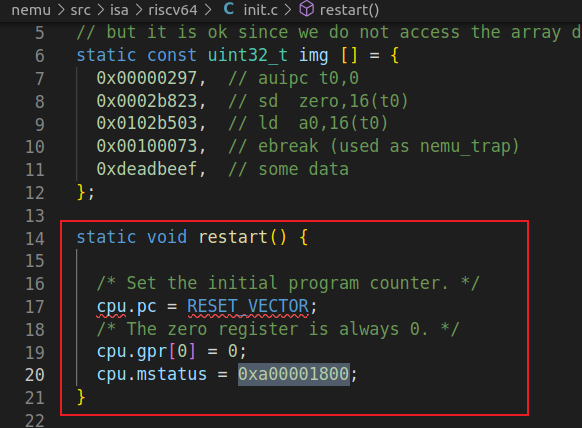 nemu > src > isa > riscv64 > C init.c > restart()
5 // but it is ok since we do not access the array d
6 static const uint32_t img [] = {
7 0x00000297, // auipc t0,0
8 0x0002b823, // sd zero,16(t0)
9 0x0102b503, // ld a0,16(t0)
10 0x00100073, // ebreak (used as nemu_trap)
11 0xdeadbeef, // some data
12 };
13
14 static void restart() {
15
16 /* Set the initial program counter. */
17 cpu.pc = RESET_VECTOR;
18 /* The zero register is always 0. */
19 cpu.gpr[0] = 0;
20 cpu.mstatus = 0xa00001800;
21 }
22